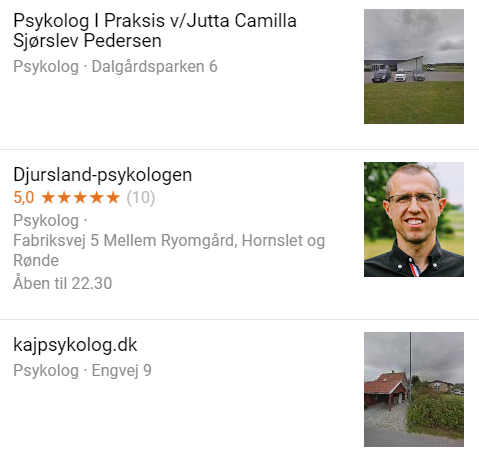 Psykolog I Praksis v/Jutta Camilla
Sjørslev Pedersen
Psykolog · Dalgårdsparken 6
Djursland-psykologen
5,0 ★★★★★ (10)
Psykolog ·
Fabriksvej 5 Mellem Ryomgård, Hornslet og
Rønde
Åben til 22.30
kajpsykolog.dk
Psykolog · Engvej 9